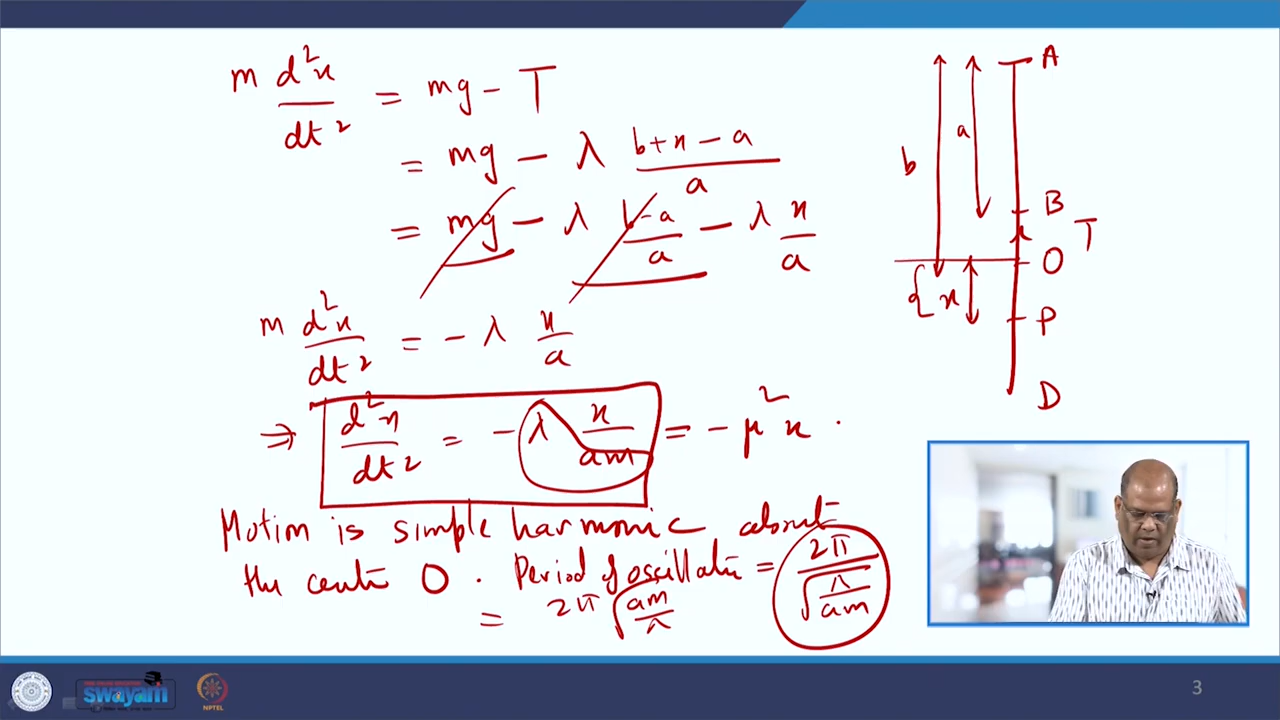 m d²x/dt² = mg - T
= mg - λ (b+x-a)/a
= mg - λ (b-a)/a - λ x/a
m d²x/dt² = - λ x/a
⇒ d²x/dt² = - λ x/am = - μ²x .
Motion is simple harmonic about
the centre O . Period of oscillation = 2π/√(λ/am)
= 2π √(am/λ)
A
a
b
B
T
O
x
P
D
swayam
NPTEL
3